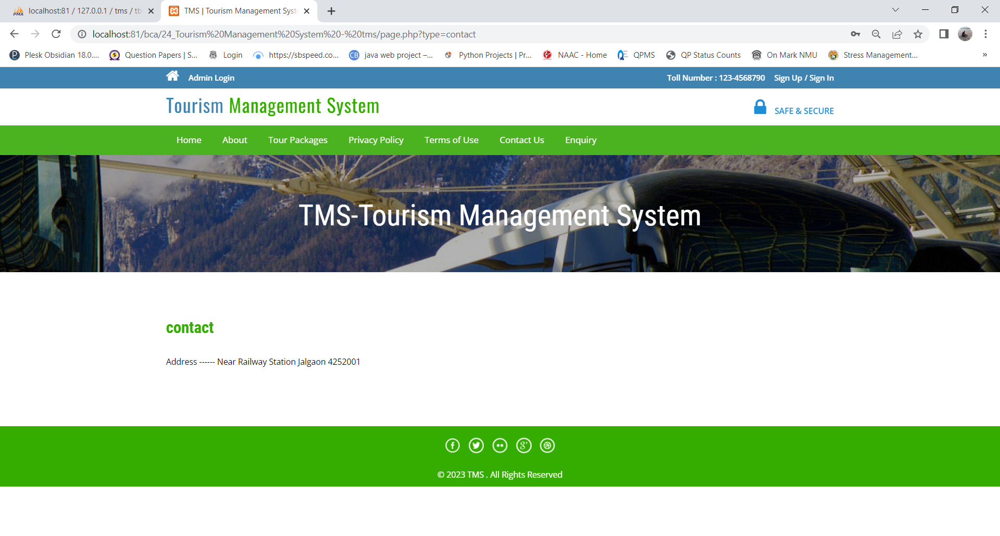 localhost:81 / 127.0.0.1 / tms / tb
TMS | Tourism Management Syst
localhost:81/bca/24_Tourism%20Management%20System%20-%20tms/page.php?type=contact
Plesk Obsidian 18.0.... Question Papers | S... Login https://sbspeed.co... java web project –... Python Projects | Pr... NAAC - Home QPMS QP Status Counts On Mark NMU Stress Management... »
Admin Login Toll Number : 123-4568790 Sign Up / Sign In
Tourism Management System SAFE & SECURE
Home About Tour Packages Privacy Policy Terms of Use Contact Us Enquiry
TMS-Tourism Management System
contact
Address ------ Near Railway Station Jalgaon 4252001
© 2023 TMS . All Rights Reserved